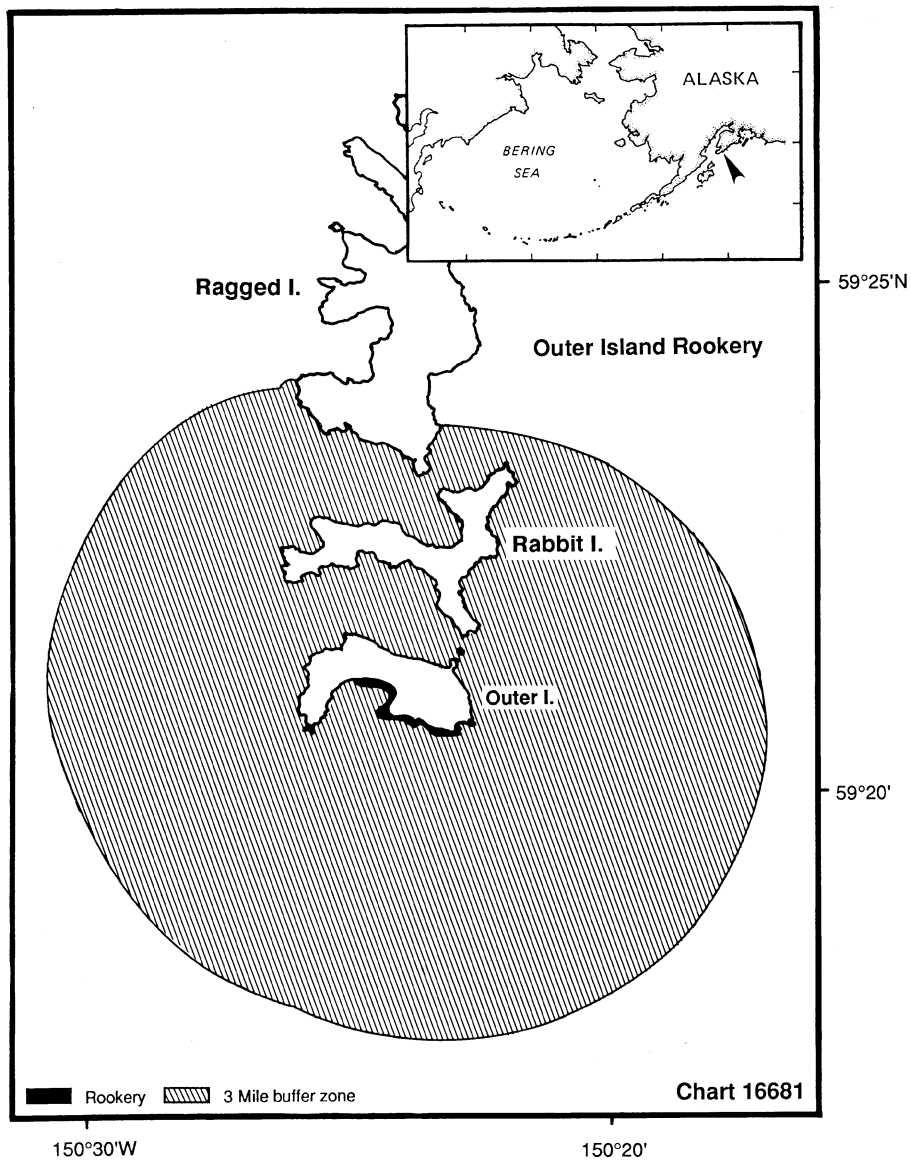 ALASKA
BERING
SEA
59°25'N
Ragged I.
Outer Island Rookery
Rabbit I.
Outer I.
59°20'
Rookery
3 Mile buffer zone
Chart 16681
150°30'W
150°20'